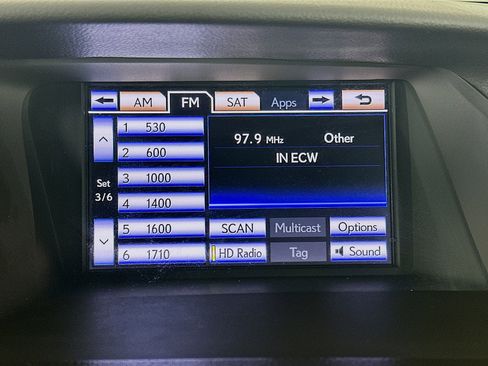 AM FM SAT Apps
1 530
2 600
3 1000
4 1400
5 1600
6 1710
Set
3/6
97.9 MHz Other
IN ECW
SCAN Multicast Options
HD Radio Tag Sound